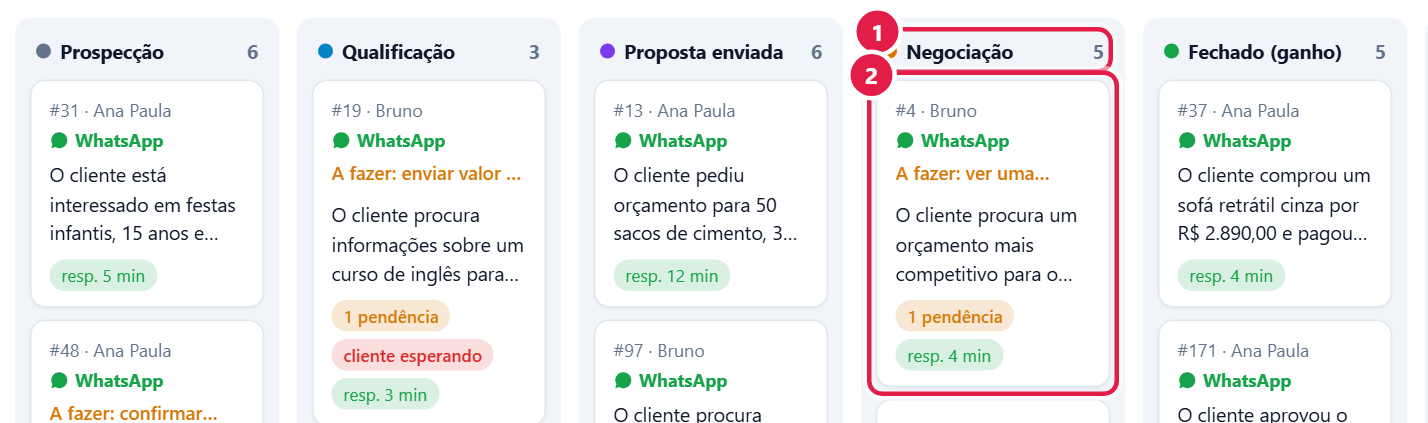 Prospecção 6
#31 · Ana Paula
WhatsApp
O cliente está
interessado em festas
infantis, 15 anos e...
resp. 5 min
#48 · Ana Paula
WhatsApp
A fazer: confirmar...
Qualificação 3
#19 · Bruno
WhatsApp
A fazer: enviar valor ...
O cliente procura
informações sobre um
curso de inglês para...
1 pendência
cliente esperando
resp. 3 min
Proposta enviada 6
#13 · Ana Paula
WhatsApp
O cliente pediu
orçamento para 50
sacos de cimento, 3...
resp. 12 min
#97 · Bruno
WhatsApp
O cliente procura
1
Negociação 5
2
#4 · Bruno
WhatsApp
A fazer: ver uma...
O cliente procura um
orçamento mais
competitivo para o...
1 pendência
resp. 4 min
Fechado (ganho) 5
#37 · Ana Paula
WhatsApp
O cliente comprou um
sofá retrátil cinza por
R$ 2.890,00 e pagou...
resp. 4 min
#171 · Ana Paula
WhatsApp
O cliente aprovou o